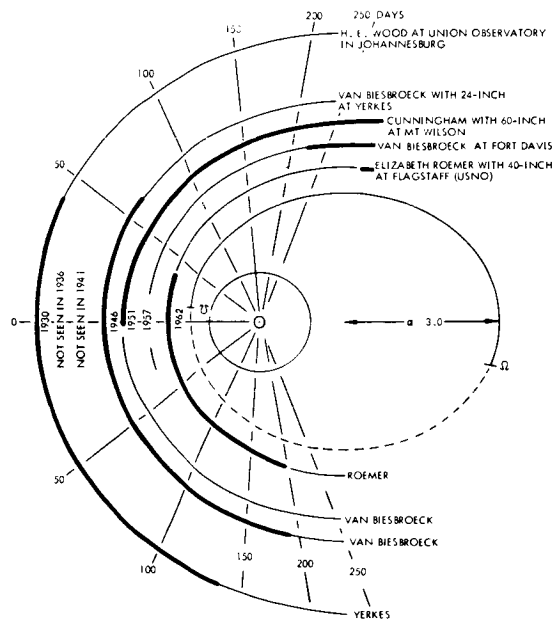 200
250 DAYS
150
H. E. WOOD AT UNION OBSERVATORY
IN JOHANNESBURG
100
VAN BIESBROECK WITH 24-INCH
AT YERKES
CUNNINGHAM WITH 60-INCH
AT MT WILSON
VAN BIESBROECK AT FORT DAVIS
50
ELIZABETH ROEMER WITH 40-INCH
AT FLAGSTAFF (USNO)
0
1930
NOT SEEN IN 1936
NOT SEEN IN 1941
1946
1951
1957
1962
☋
a 3.0
☊
50
ROEMER
VAN BIESBROECK
VAN BIESBROECK
100
150
200
250
YERKES